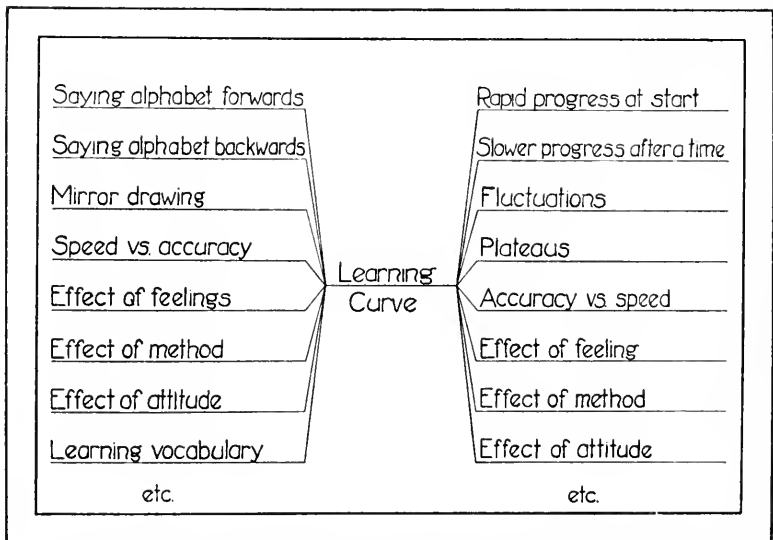 Saying alphabet forwards
Saying alphabet backwards
Mirror drawing
Speed vs. accuracy
Effect of feelings
Effect of method
Effect of attitude
Learning vocabulary
etc.
Learning
Curve
Rapid progress at start
Slower progress after a time
Fluctuations
Plateaus
Accuracy vs. speed
Effect of feeling
Effect of method
Effect of attitude
etc.